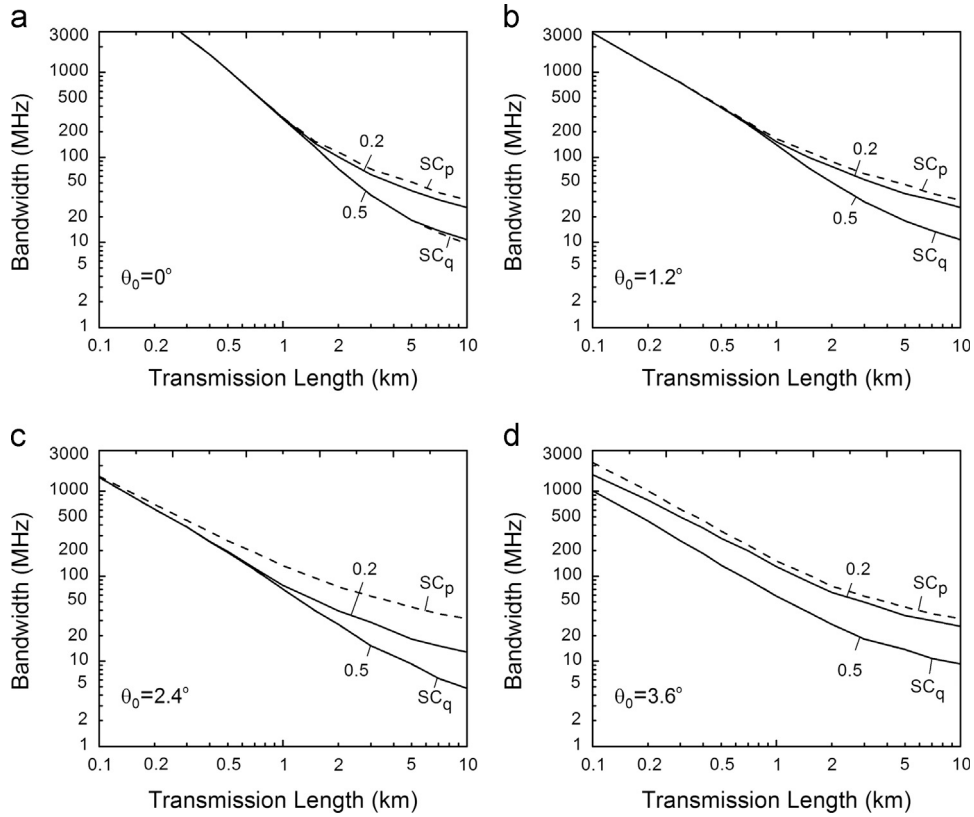 a
3000
1000
500
200
100
50
20
10
5
2
1
Bandwidth (MHz)
0.2
SCp
0.5
SCq
θ0=0°
0.1 0.2 0.5 1 2 5 10
Transmission Length (km)
b
3000
1000
500
200
100
50
20
10
5
2
1
Bandwidth (MHz)
0.2
SCp
0.5
SCq
θ0=1.2°
0.1 0.2 0.5 1 2 5 10
Transmission Length (km)
c
3000
1000
500
200
100
50
20
10
5
2
1
Bandwidth (MHz)
0.2
SCp
0.5
SCq
θ0=2.4°
0.1 0.2 0.5 1 2 5 10
Transmission Length (km)
d
3000
1000
500
200
100
50
20
10
5
2
1
Bandwidth (MHz)
0.2
SCp
0.5
SCq
θ0=3.6°
0.1 0.2 0.5 1 2 5 10
Transmission Length (km)